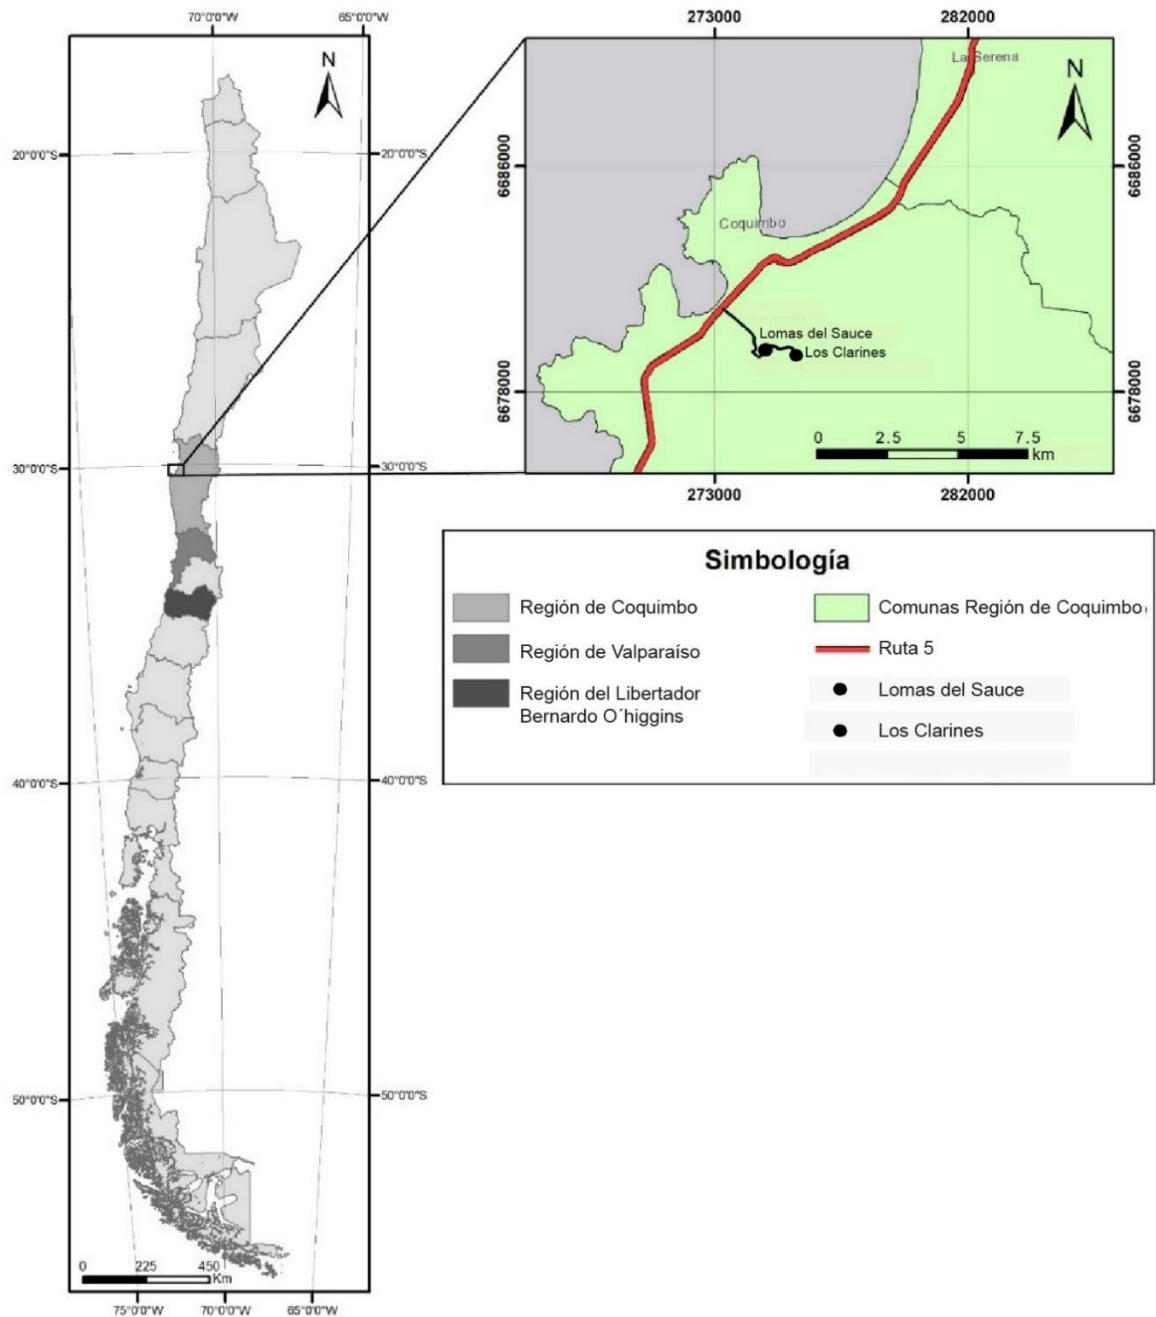 70°0'0"W
65°0'0"W
N
20°0'0"S
20°0'0"S
30°0'0"S
30°0'0"S
40°0'0"S
40°0'0"S
50°0'0"S
50°0'0"S
0 225 450
Km
75°0'0"W
70°0'0"W
65°0'0"W
273000
282000
La Serena
N
6686000
6686000
Coquimbo
Lomas del Sauce
Los Clarines
6678000
6678000
0 2.5 5 7.5
km
273000
282000
Simbología
Región de Coquimbo
Región de Valparaíso
Región del Libertador
Bernardo O´higgins
Comunas Región de Coquimbo
Ruta 5
Lomas del Sauce
Los Clarines